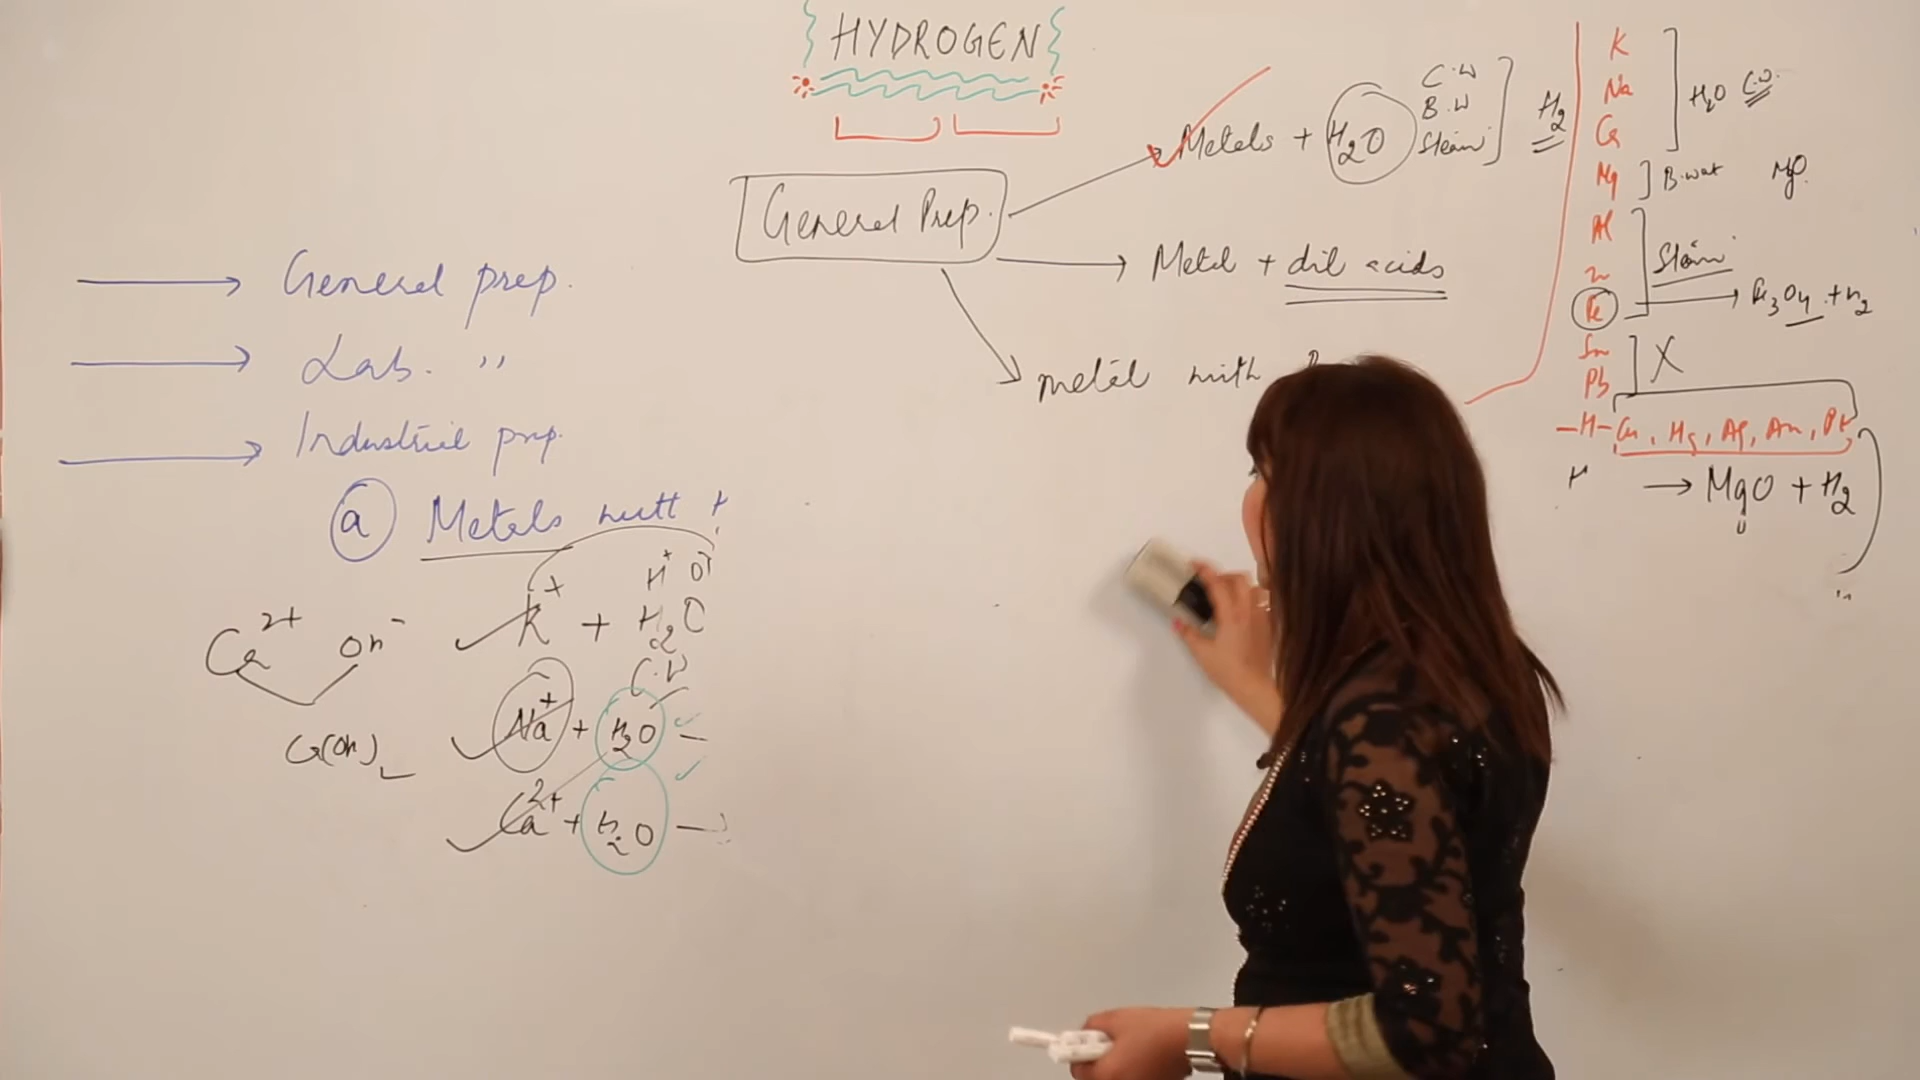 HYDROGEN
General Prep.
Metals + H2O
C.W
B.W
Steam
H2
Metal + dil acids
metal with
General prep.
Lab. "
Industrial prep.
a Metals with
Ca2+ OH-
Ca(OH)2
H+ OH-
K+ + H2O
C.W
Na+ + H2O
Ca2+ + H2O
K
Na
Ca
H2O C.W.
Mg
B.wat MgO
Al
Zn
Fe
Steam
Fe3O4 + H2
Sn
Pb
X
-H- Cu, Hg, Ag, Au, Pt
→ MgO + H2